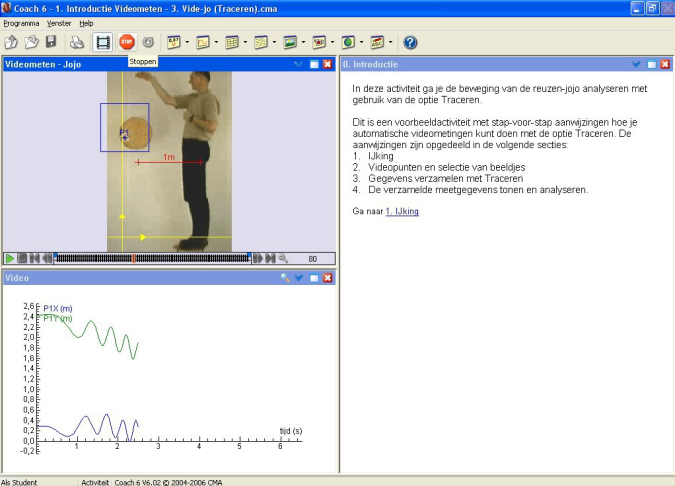 Coach 6 - 1. Introductie Videometen - 3. Vide-jo (Traceren).cma
Programma Venster Help
STOP
Stoppen
Videometen - Jojo
P1
1m
80
Video
P1X (m)
P1Y (m)
2,6
2,4
2,2
2,0
1,8
1,6
1,4
1,2
1,0
0,8
0,6
0,4
0,2
0,0
-0,2
1 2 3 4 5 6
tijd (s)
0. Introductie
In deze activiteit ga je de beweging van de reuzen-jojo analyseren met
gebruik van de optie Traceren.
Dit is een voorbeeldactiviteit met stap-voor-stap aanwijzingen hoe je
automatische videometingen kunt doen met de optie Traceren. De
aanwijzingen zijn opgedeeld in de volgende secties:
1. IJking
2. Videopunten en selectie van beeldjes
3. Gegevens verzamelen met Traceren
4. De verzamelde meetgegevens tonen en analyseren.
Ga naar 1. IJking
Als Student Activiteit Coach 6 V6.02 © 2004-2006 CMA